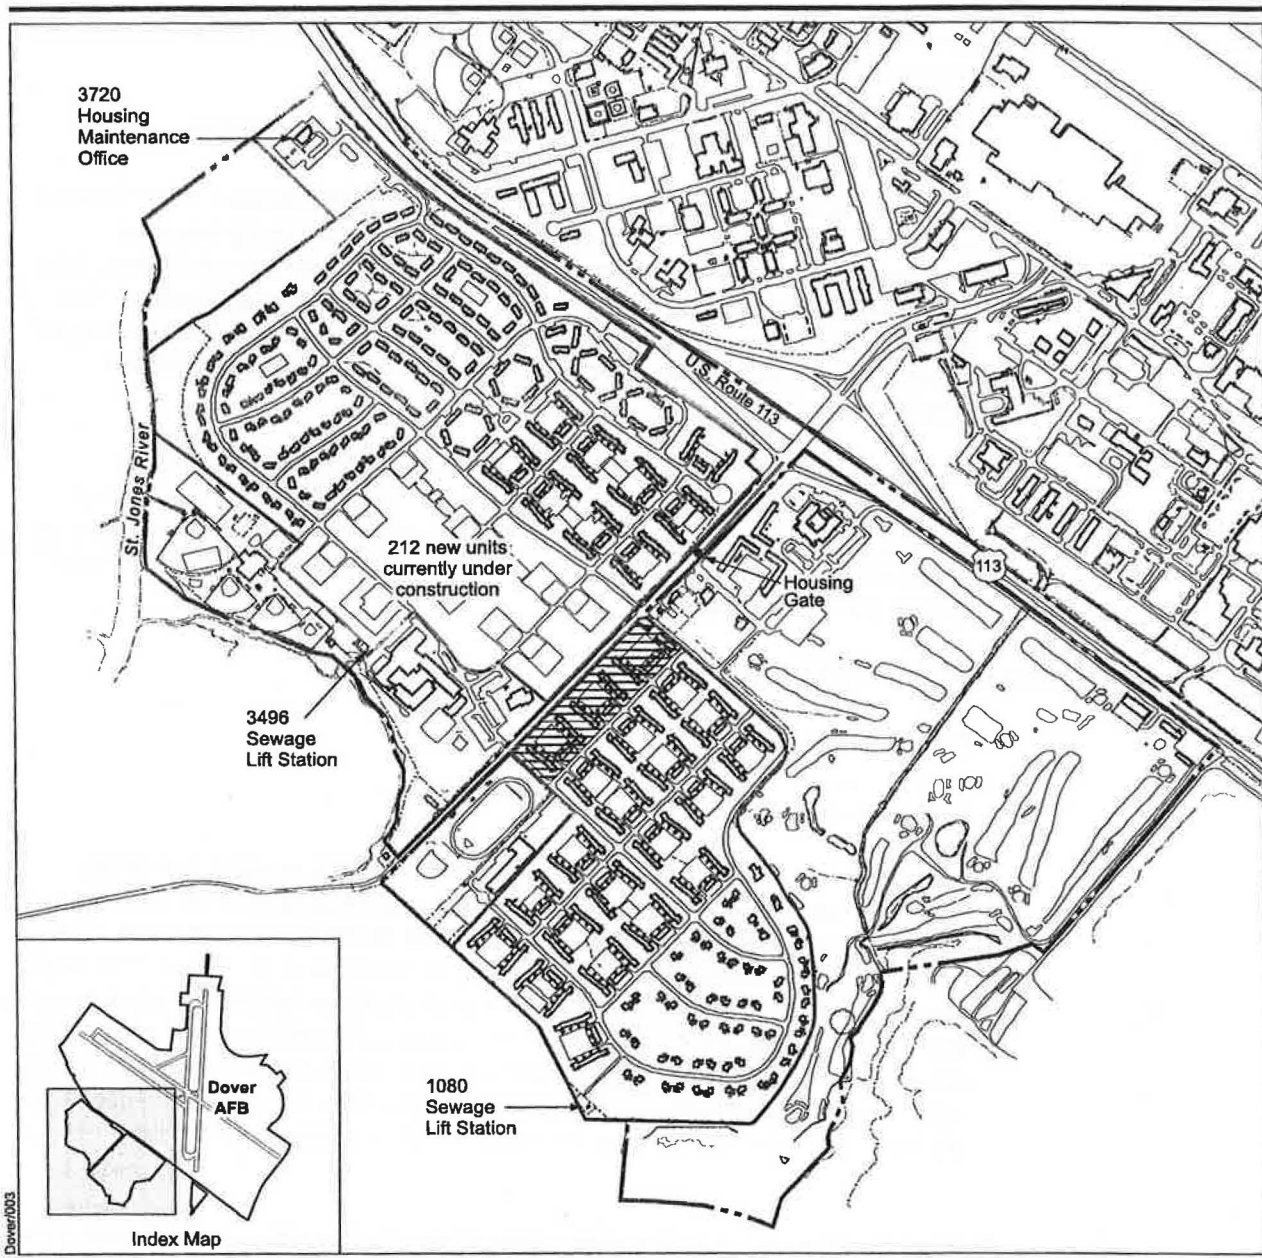 3720
Housing
Maintenance
Office
U.S. Route 113
St. Jones River
212 new units
currently under
construction
Housing
Gate
113
3496
Sewage
Lift Station
1080
Sewage
Lift Station
Dover
AFB
Index Map
Dover/003